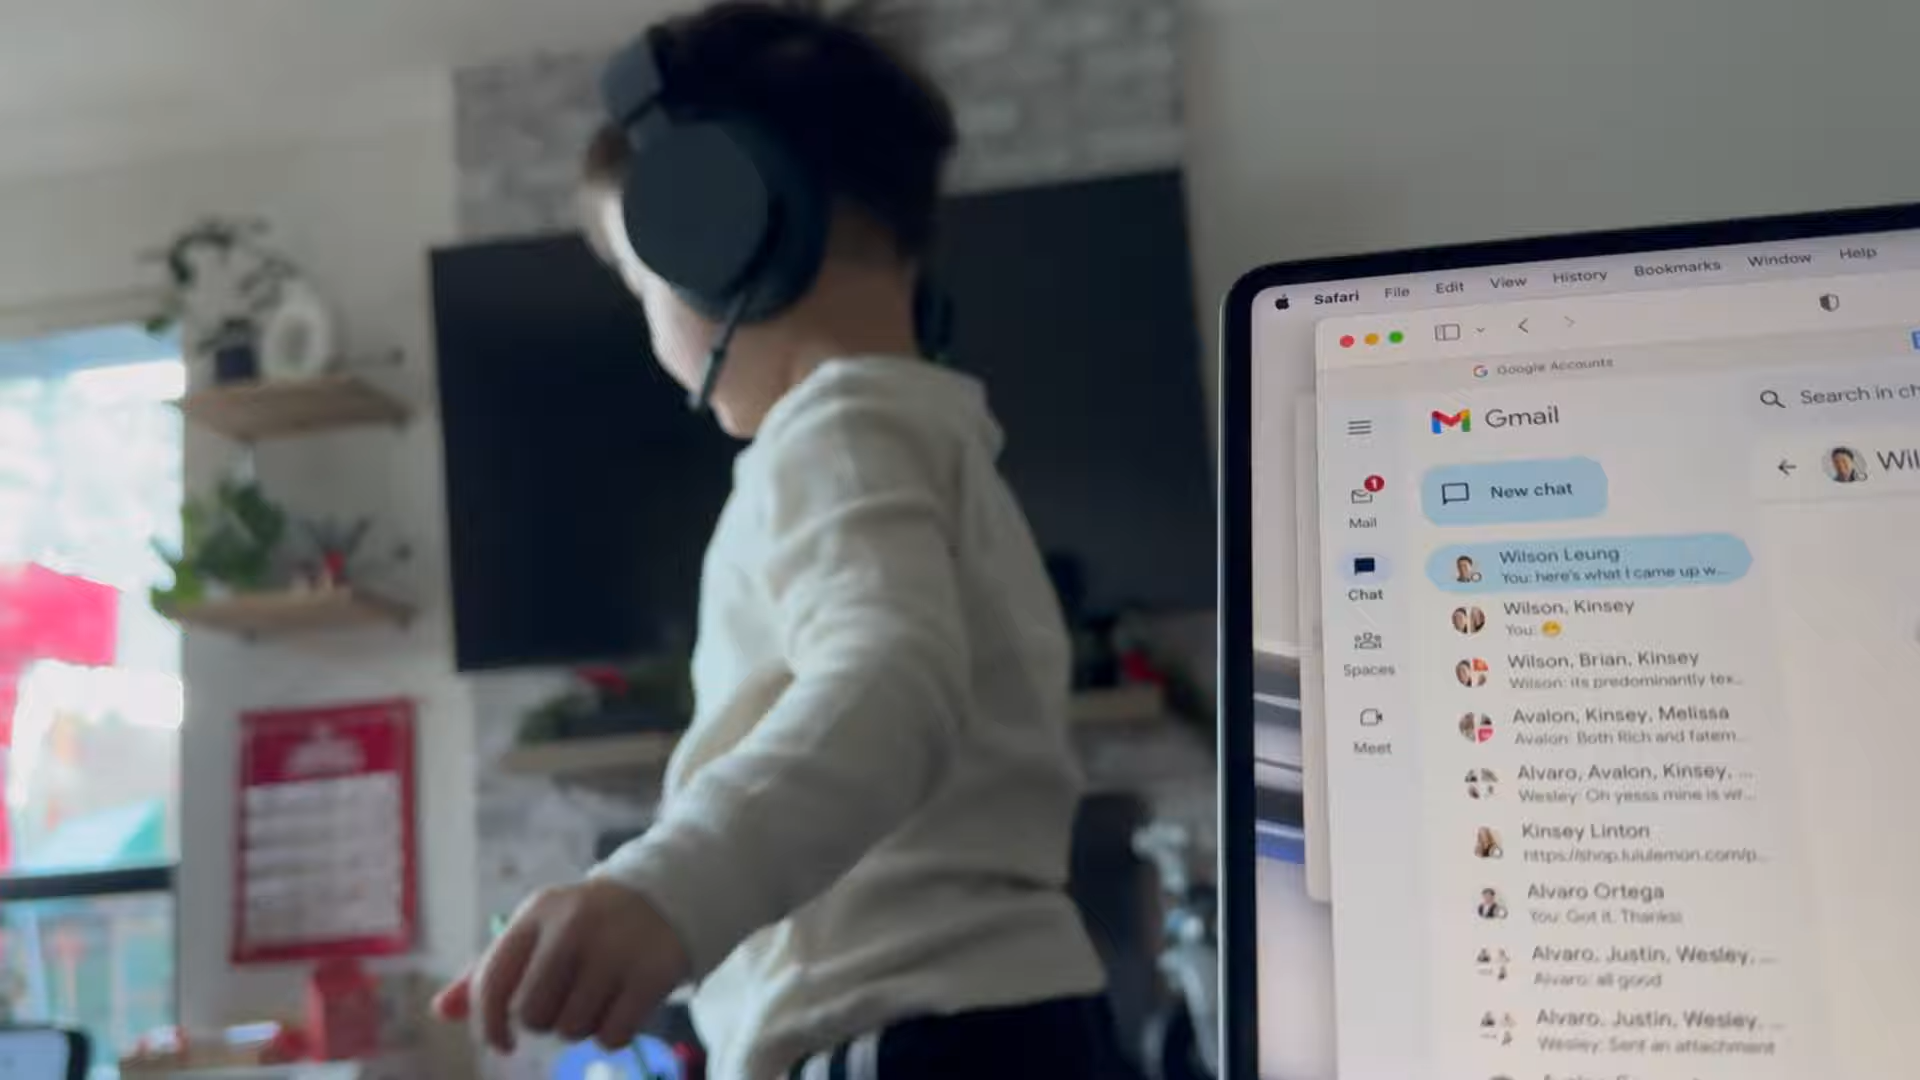 Safari File Edit View History Bookmarks Window Help
Google Accounts
Gmail
Search in ch
New chat
Wil
1
Mail
Chat
Spaces
Meet
Wilson Leung
You: here's what I came up w...
Wilson, Kinsey
You: 😁
Wilson, Brian, Kinsey
Wilson: its predominantly tex...
Avalon, Kinsey, Melissa
Avalon: Both Rich and fatem...
Alvaro, Avalon, Kinsey, ...
Wesley: Oh yesss mine is wr...
Kinsey Linton
https://shop.lululemon.com/p...
Alvaro Ortega
You: Got it. Thanks!
Alvaro, Justin, Wesley, ...
Alvaro: all good
Alvaro, Justin, Wesley, ...
Wesley: Sent an attachment